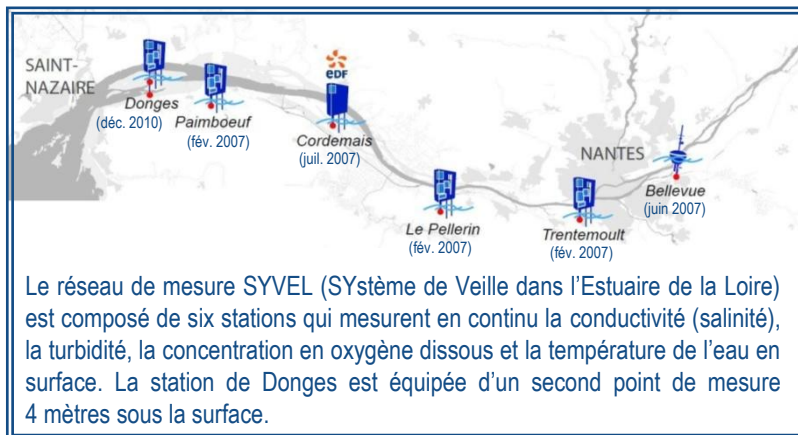 SAINT-
NAZAIRE
eDF
Donges
(déc. 2010)
Paimboeuf
(fév. 2007)
Cordemais
(juil. 2007)
NANTES
Bellevue
(juin 2007)
Le Pellerin
(fév. 2007)
Trentemoult
(fév. 2007)
Le réseau de mesure SYVEL (SYstème de Veille dans l'Estuaire de la Loire)
est composé de six stations qui mesurent en continu la conductivité (salinité),
la turbidité, la concentration en oxygène dissous et la température de l'eau en
surface. La station de Donges est équipée d'un second point de mesure
4 mètres sous la surface.